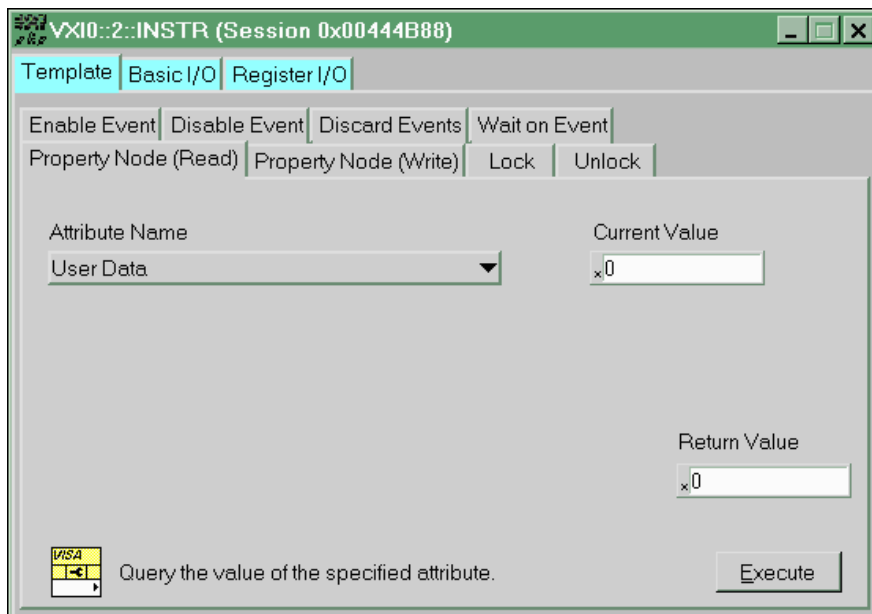 VXI0::2::INSTR (Session 0x00444B88)
Template Basic I/O Register I/O
Enable Event Disable Event Discard Events Wait on Event
Property Node (Read) Property Node (Write) Lock Unlock
Attribute Name Current Value
User Data x0
Return Value
x0
VISA
Query the value of the specified attribute. Execute